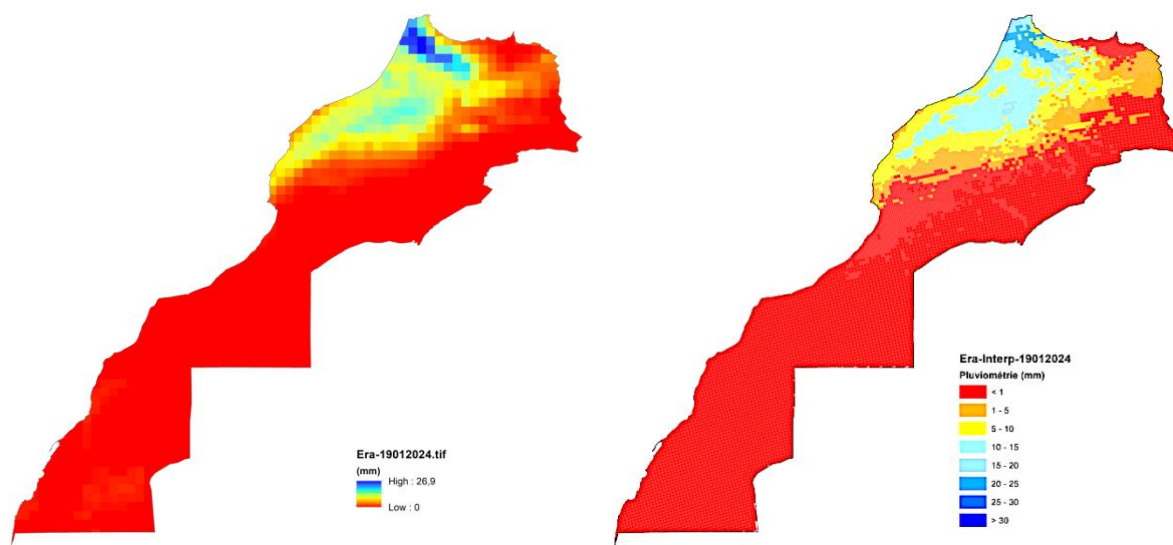 Era-19012024.tif
(mm)
High : 26,9
Low : 0
Era-Interp-19012024
Pluviométrie (mm)
< 1
1 - 5
5 - 10
10 - 15
15 - 20
20 - 25
25 - 30
> 30